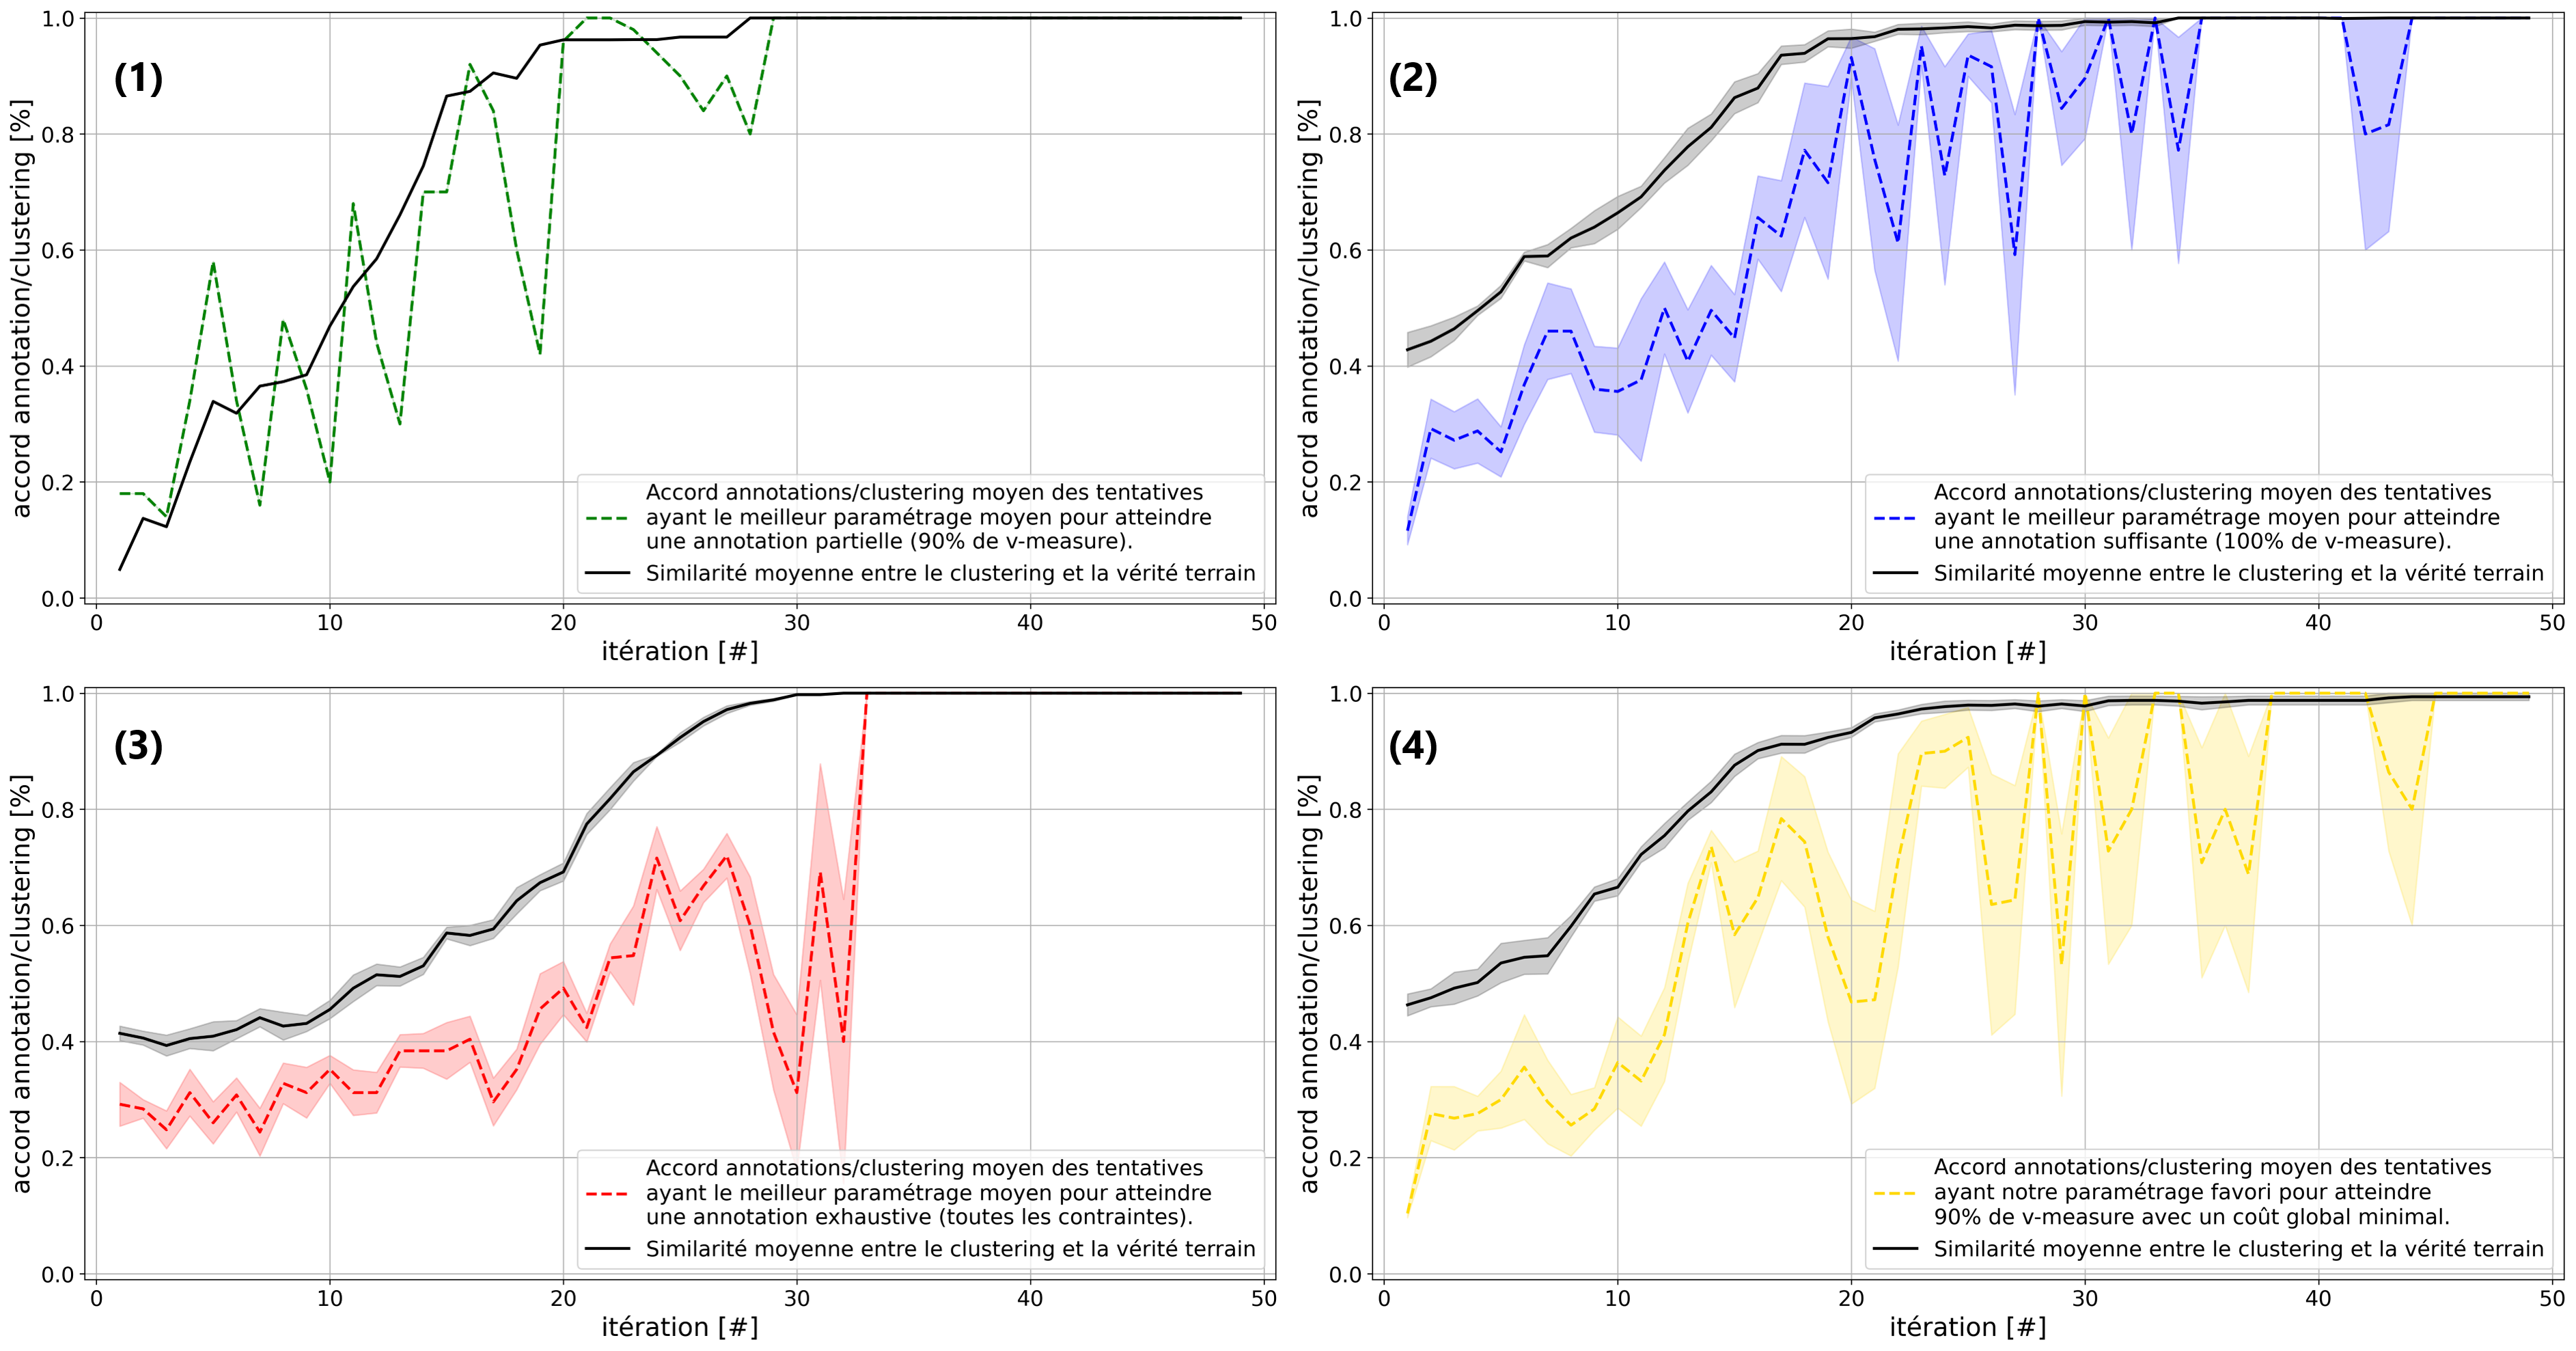 (1)
accord annotation/clustering [%]
1.0
0.8
0.6
0.4
0.2
0.0
0 10 20 30 40 50
itération [#]
Accord annotations/clustering moyen des tentatives
ayant le meilleur paramétrage moyen pour atteindre
une annotation partielle (90% de v-measure).
Similarité moyenne entre le clustering et la vérité terrain
(2)
accord annotation/clustering [%]
1.0
0.8
0.6
0.4
0.2
0.0
0 10 20 30 40 50
itération [#]
Accord annotations/clustering moyen des tentatives
ayant le meilleur paramétrage moyen pour atteindre
une annotation suffisante (100% de v-measure).
Similarité moyenne entre le clustering et la vérité terrain
(3)
accord annotation/clustering [%]
1.0
0.8
0.6
0.4
0.2
0.0
0 10 20 30 40 50
itération [#]
Accord annotations/clustering moyen des tentatives
ayant le meilleur paramétrage moyen pour atteindre
une annotation exhaustive (toutes les contraintes).
Similarité moyenne entre le clustering et la vérité terrain
(4)
accord annotation/clustering [%]
1.0
0.8
0.6
0.4
0.2
0.0
0 10 20 30 40 50
itération [#]
Accord annotations/clustering moyen des tentatives
ayant notre paramétrage favori pour atteindre
90% de v-measure avec un coût global minimal.
Similarité moyenne entre le clustering et la vérité terrain